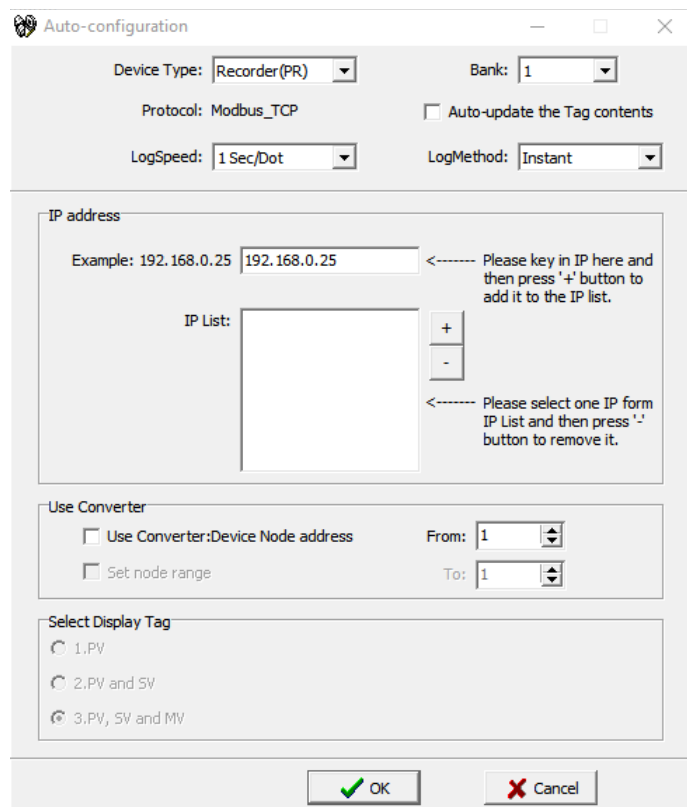 Auto-configuration
Device Type: Recorder(PR) Bank: 1
Protocol: Modbus_TCP Auto-update the Tag contents
LogSpeed: 1 Sec/Dot LogMethod: Instant
IP address
Example: 192.168.0.25 192.168.0.25 <------- Please key in IP here and
then press '+' button to
add it to the IP list.
IP List:
+
-
<------- Please select one IP form
IP List and then press '-'
button to remove it.
Use Converter
Use Converter:Device Node address From: 1
Set node range To: 1
Select Display Tag
1.PV
2.PV and SV
3.PV, SV and MV
OK Cancel